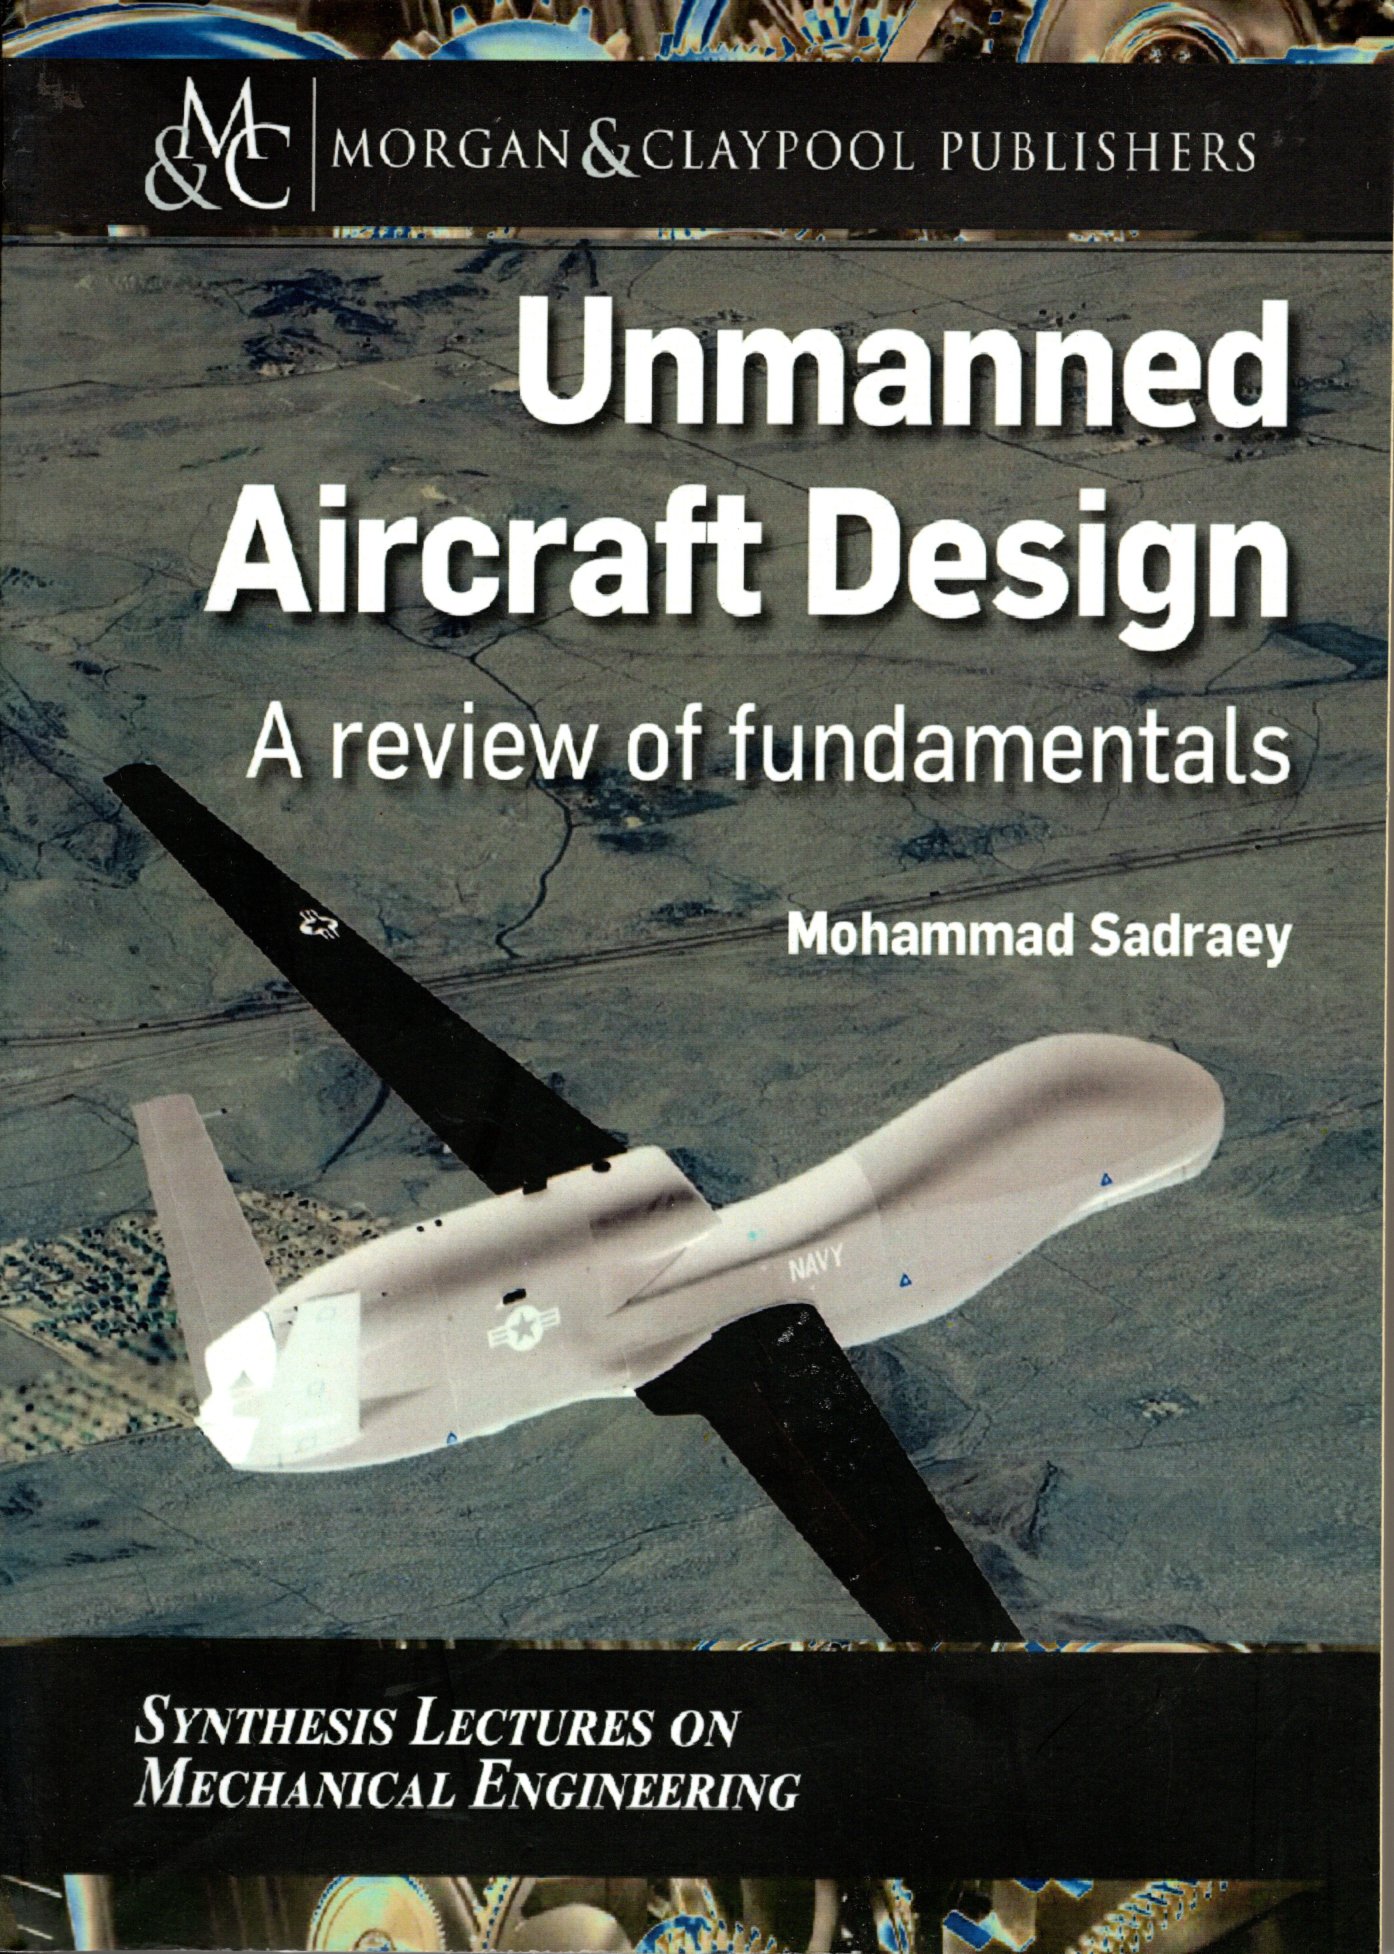 M&C MORGAN & CLAYPOOL PUBLISHERS
Unmanned
Aircraft Design
A review of fundamentals
Mohammad Sadraey
NAVY
SYNTHESIS LECTURES ON
MECHANICAL ENGINEERING